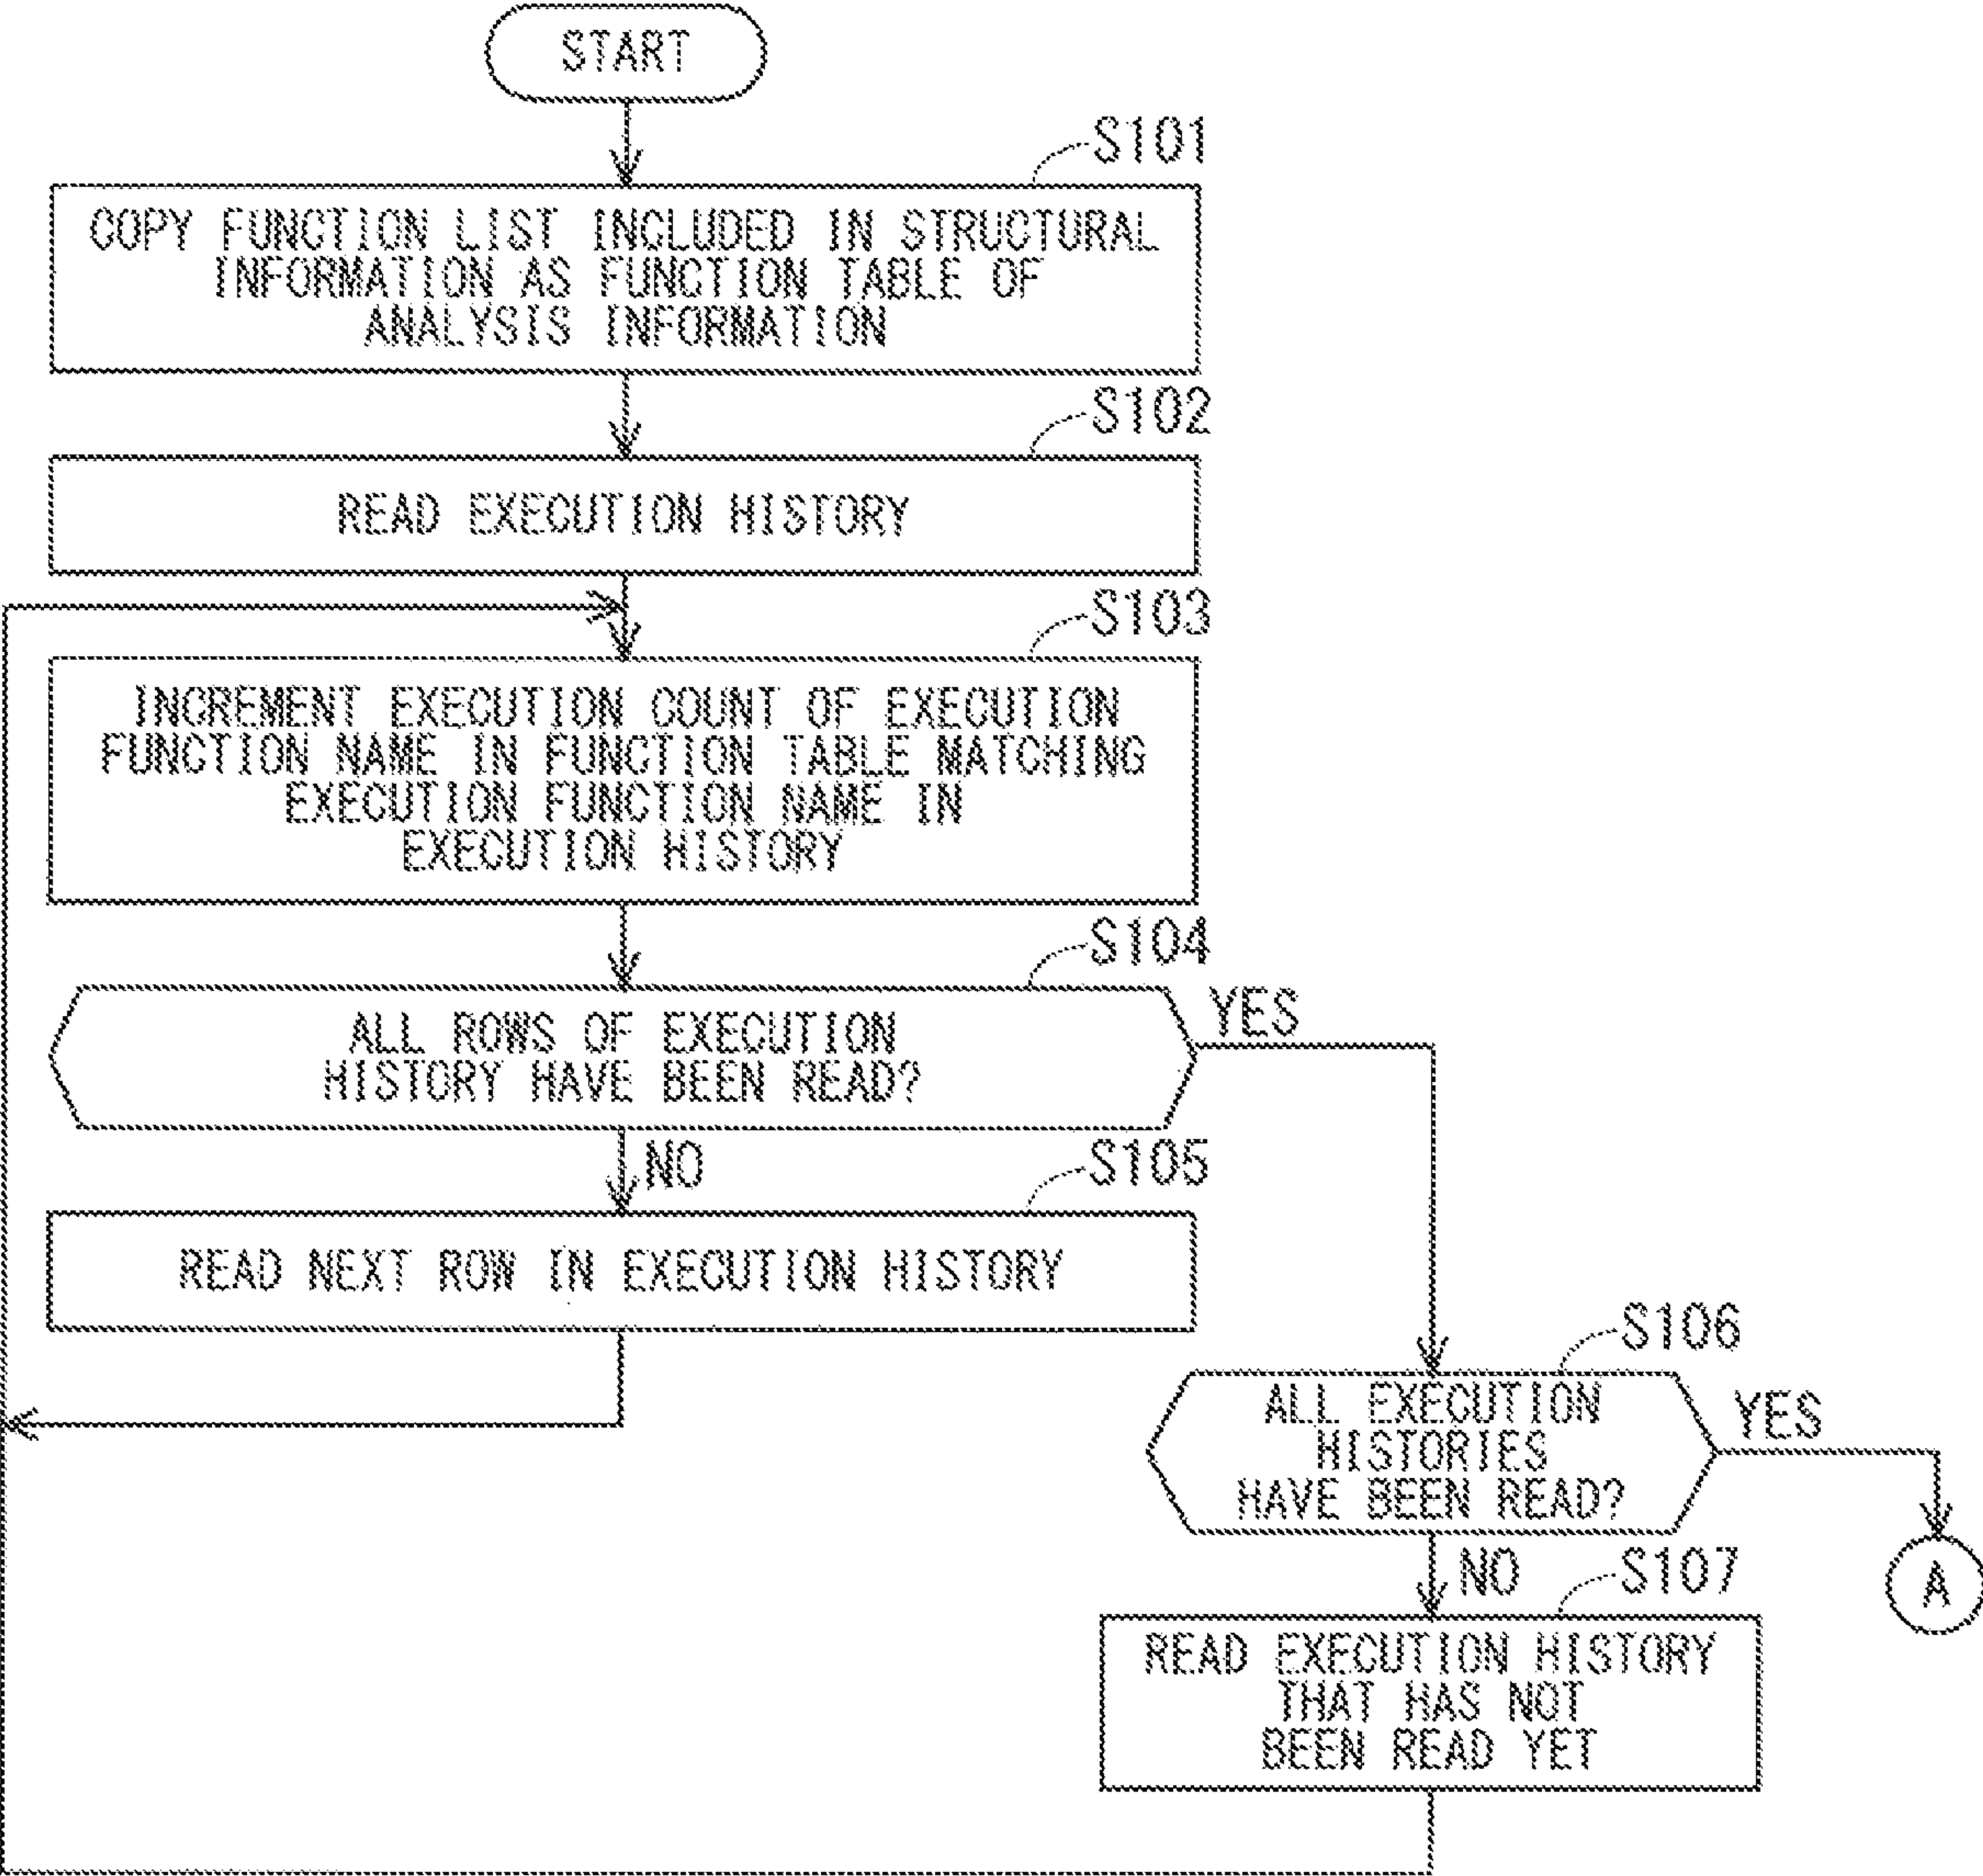 START
S101
COPY FUNCTION LIST INCLUDED IN STRUCTURAL
INFORMATION AS FUNCTION TABLE OF
ANALYSIS INFORMATION
S102
READ EXECUTION HISTORY
S103
INCREMENT EXECUTION COUNT OF EXECUTION
FUNCTION NAME IN FUNCTION TABLE MATCHING
EXECUTION FUNCTION NAME IN
EXECUTION HISTORY
S104
ALL ROWS OF EXECUTION
HISTORY HAVE BEEN READ?
YES
NO
S105
READ NEXT ROW IN EXECUTION HISTORY
S106
ALL EXECUTION
HISTORIES
HAVE BEEN READ?
YES
NO
A
S107
READ EXECUTION HISTORY
THAT HAS NOT
BEEN READ YET